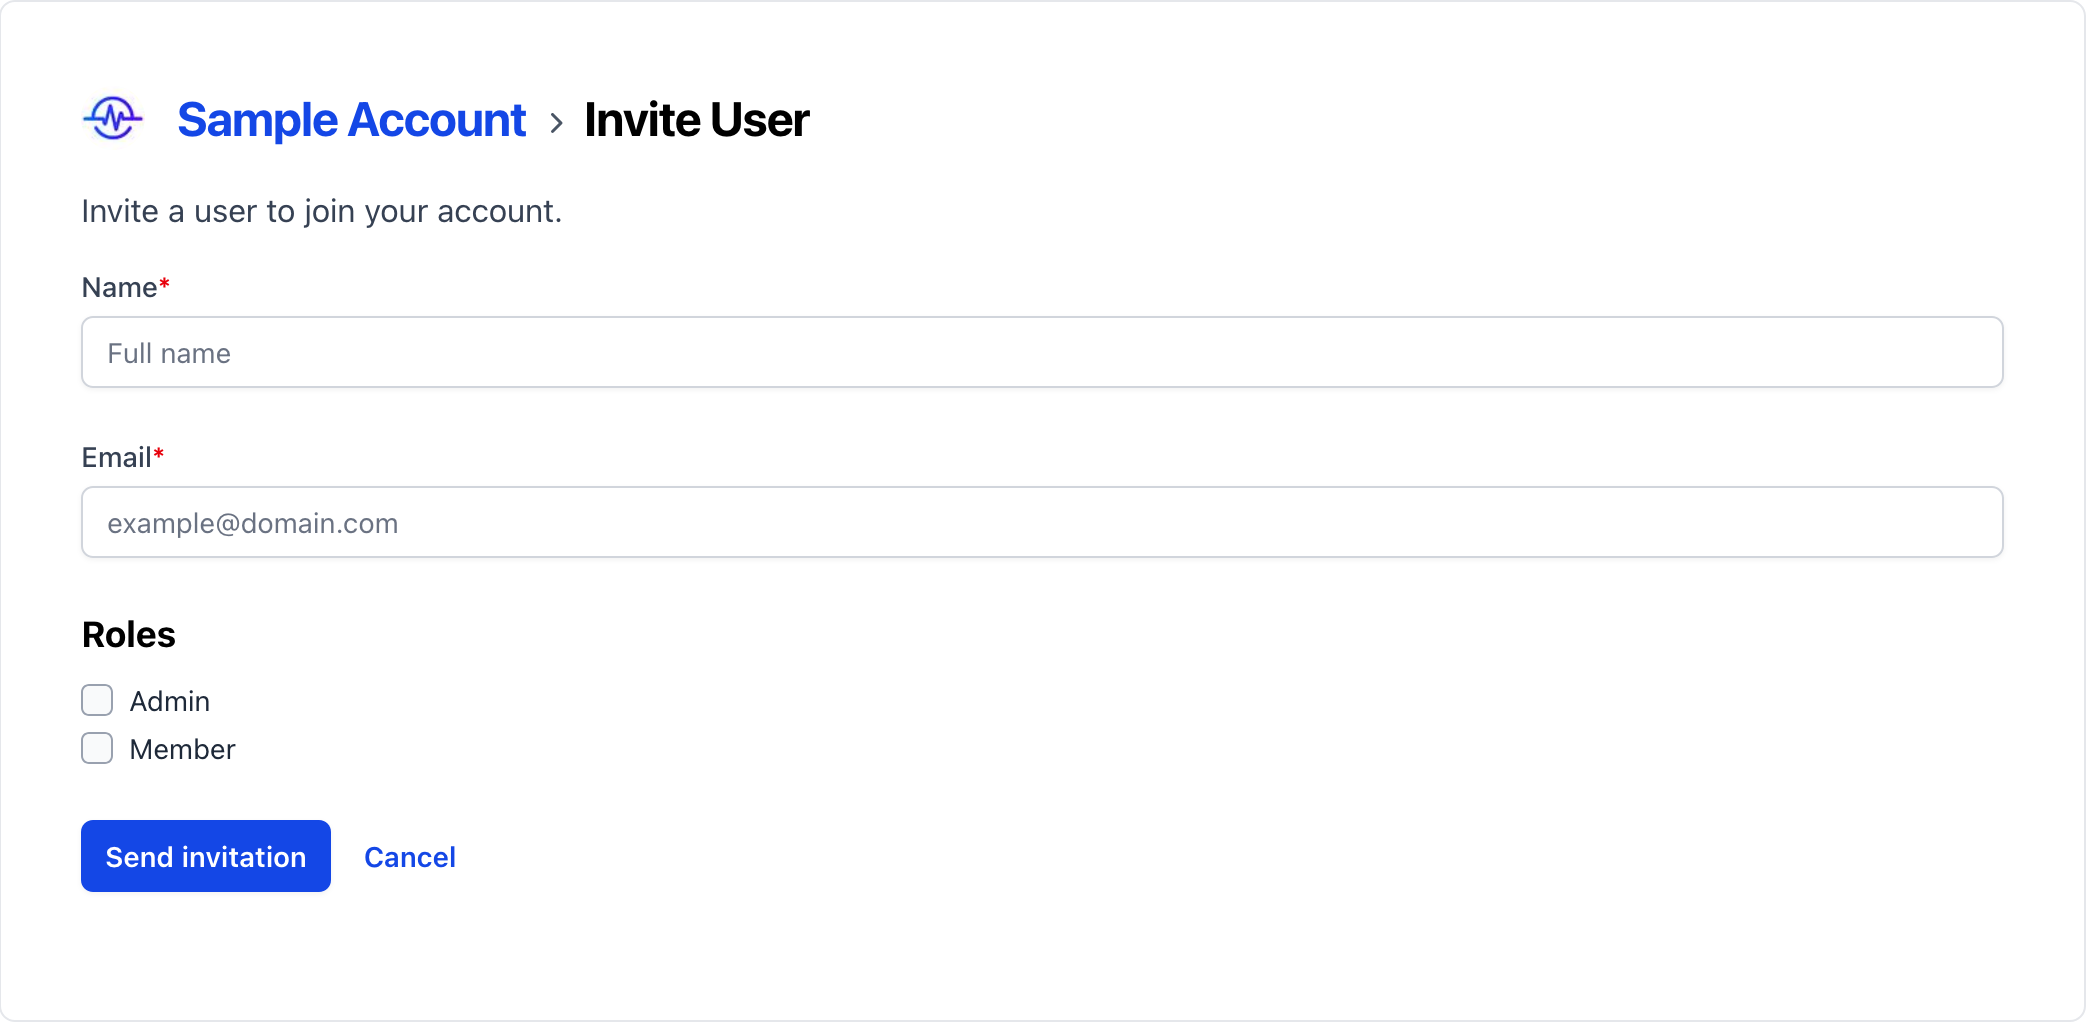 Sample Account › Invite User
Invite a user to join your account.
Name*
Full name
Email*
example@domain.com
Roles
Admin
Member
Send invitation Cancel